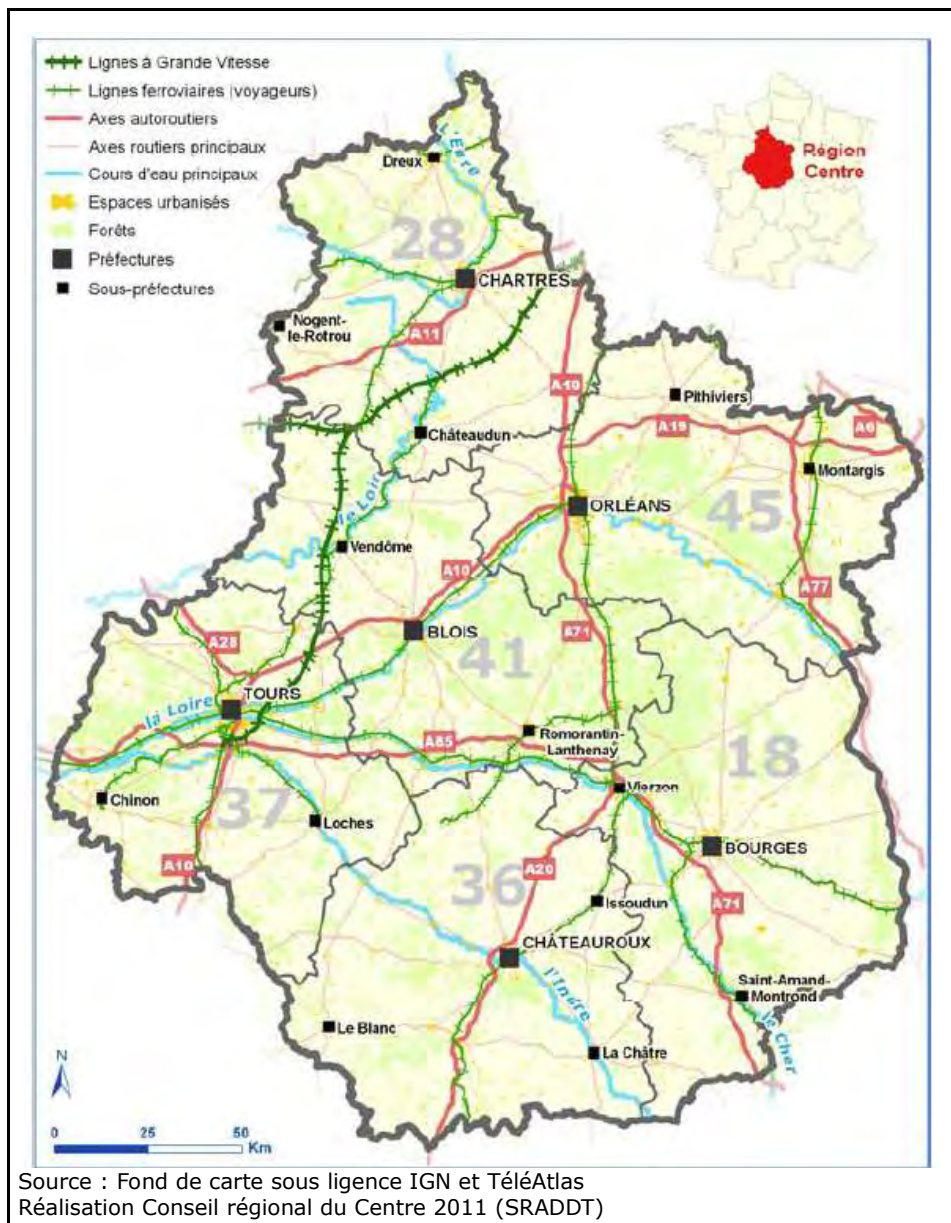 Lignes à Grande Vitesse
Lignes ferroviaires (voyageurs)
Axes autoroutiers
Axes routiers principaux
Cours d'eau principaux
Espaces urbanisés
Forêts
Préfectures
Sous-préfectures
Région
Centre
L'Eure
Dreux
28
CHARTRES
Nogent-
le-Rotrou
A11
A10
Pithiviers
A19
A6
Châteaudun
Montargis
le Loir
ORLÉANS
45
Vendôme
A10
A77
A28
BLOIS
41
A71
TOURS
la Loire
Romorantin-
Lanthenay
A85
18
Vierzon
Chinon
37
Loches
BOURGES
A10
A20
36
Issoudun
A71
CHÂTEAUROUX
l'Indre
Saint-Amand-
Montrond
le Cher
Le Blanc
La Châtre
N
0 25 50
Km
Source : Fond de carte sous ligence IGN et TéléAtlas
Réalisation Conseil régional du Centre 2011 (SRADDT)